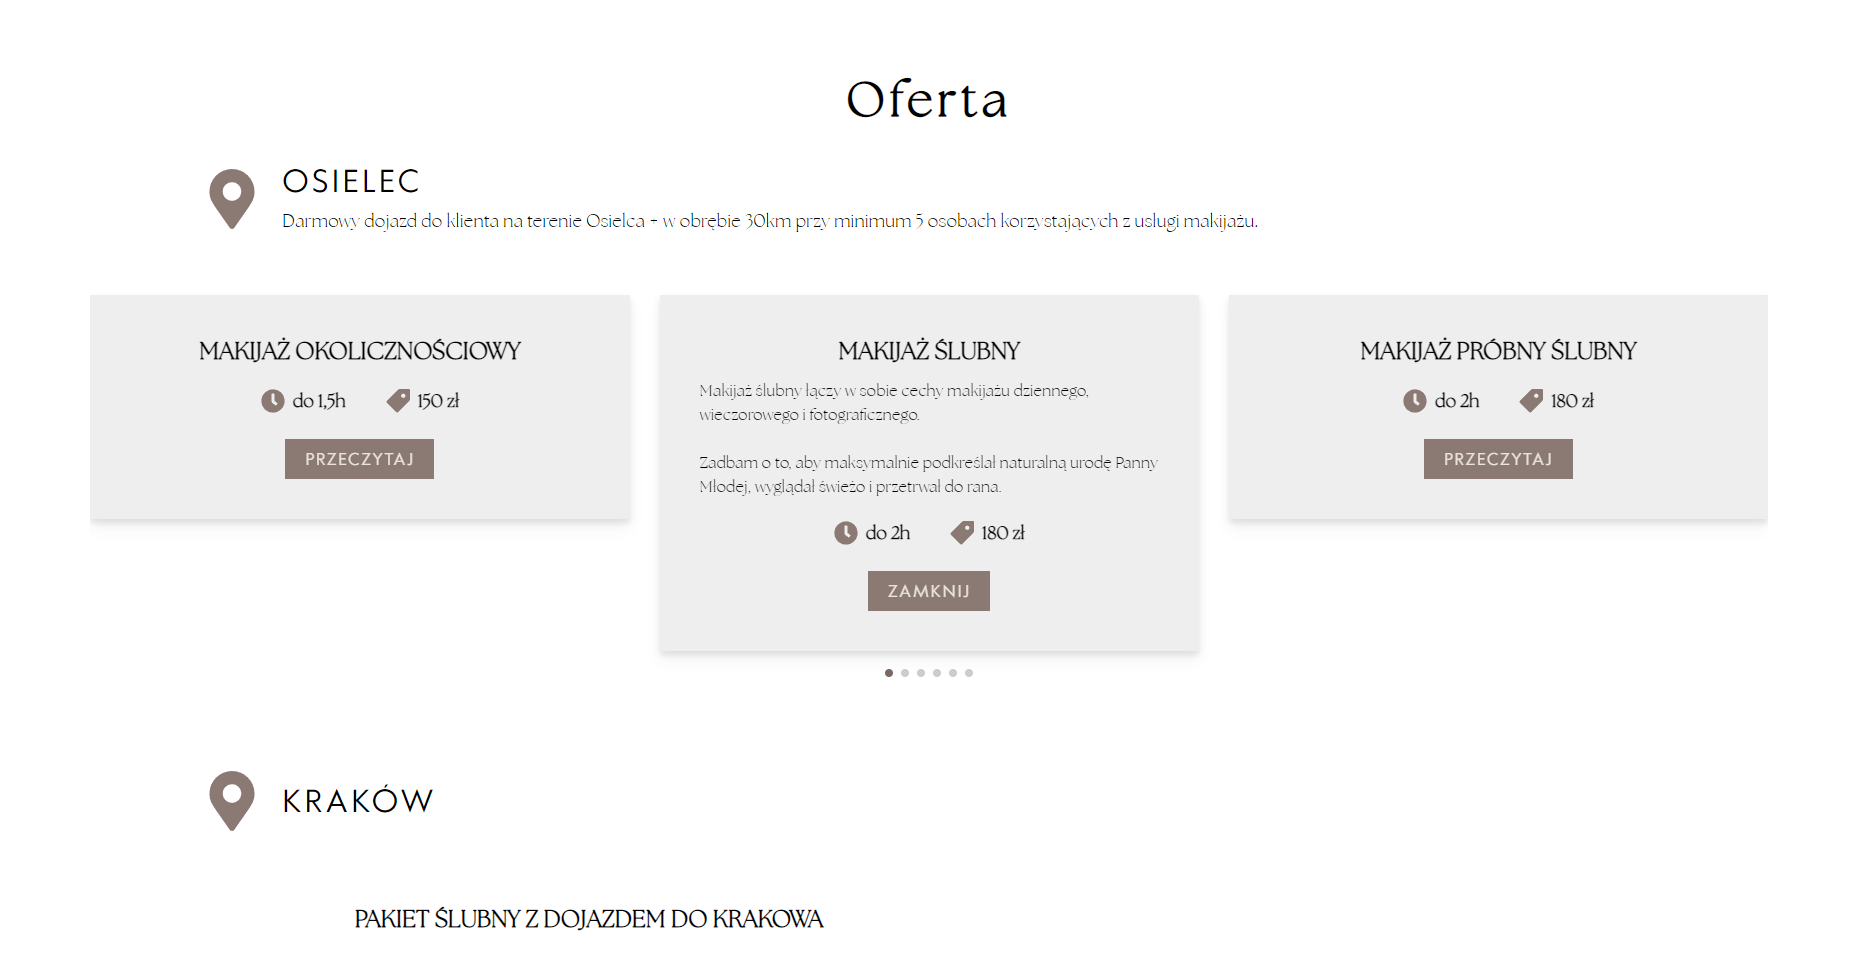 Oferta
OSIELEC
Darmowy dojazd do klienta na terenie Osielca + w obrębie 30km przy minimum 5 osobach korzystających z usługi makijażu.
MAKIJAŻ OKOLICZNOŚCIOWY
do 1,5h 150 zł
PRZECZYTAJ
MAKIJAŻ ŚLUBNY
Makijaż ślubny łączy w sobie cechy makijażu dziennego,
wieczorowego i fotograficznego.
Zadbam o to, aby maksymalnie podkreślał naturalną urodę Panny
Młodej, wyglądał świeżo i przetrwał do rana.
do 2h 180 zł
ZAMKNIJ
MAKIJAŻ PRÓBNY ŚLUBNY
do 2h 180 zł
PRZECZYTAJ
KRAKÓW
PAKIET ŚLUBNY Z DOJAZDEM DO KRAKOWA